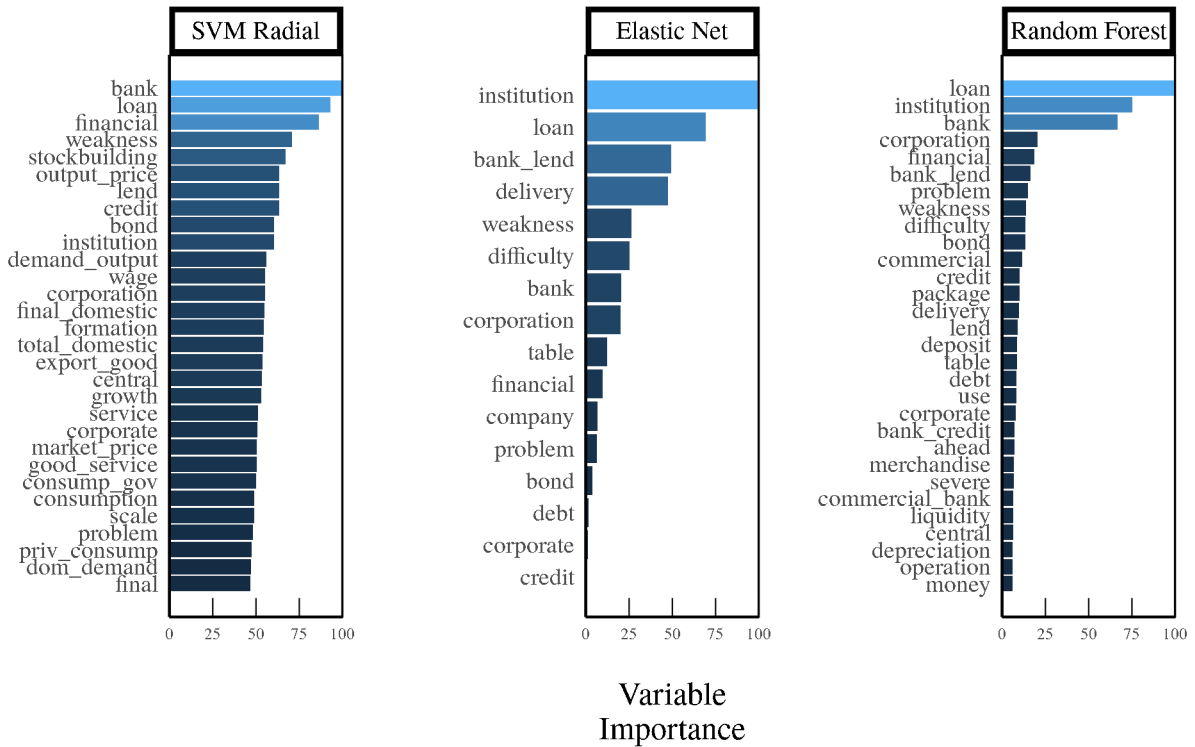 SVM Radial
bank
loan
financial
weakness
stockbuilding
output_price
lend
credit
bond
institution
demand_output
wage
corporation
final_domestic
formation
total_domestic
export_good
central
growth
service
corporate
market_price
good_service
consump_gov
consumption
scale
problem
priv_consump
dom_demand
final
0 25 50 75 100
Elastic Net
institution
loan
bank_lend
delivery
weakness
difficulty
bank
corporation
table
financial
company
problem
bond
debt
corporate
credit
0 25 50 75 100
Random Forest
loan
institution
bank
corporation
financial
bank_lend
problem
weakness
difficulty
bond
commercial
credit
package
delivery
lend
deposit
table
debt
use
corporate
bank_credit
ahead
merchandise
severe
commercial_bank
liquidity
central
depreciation
operation
money
0 25 50 75 100
Variable
Importance